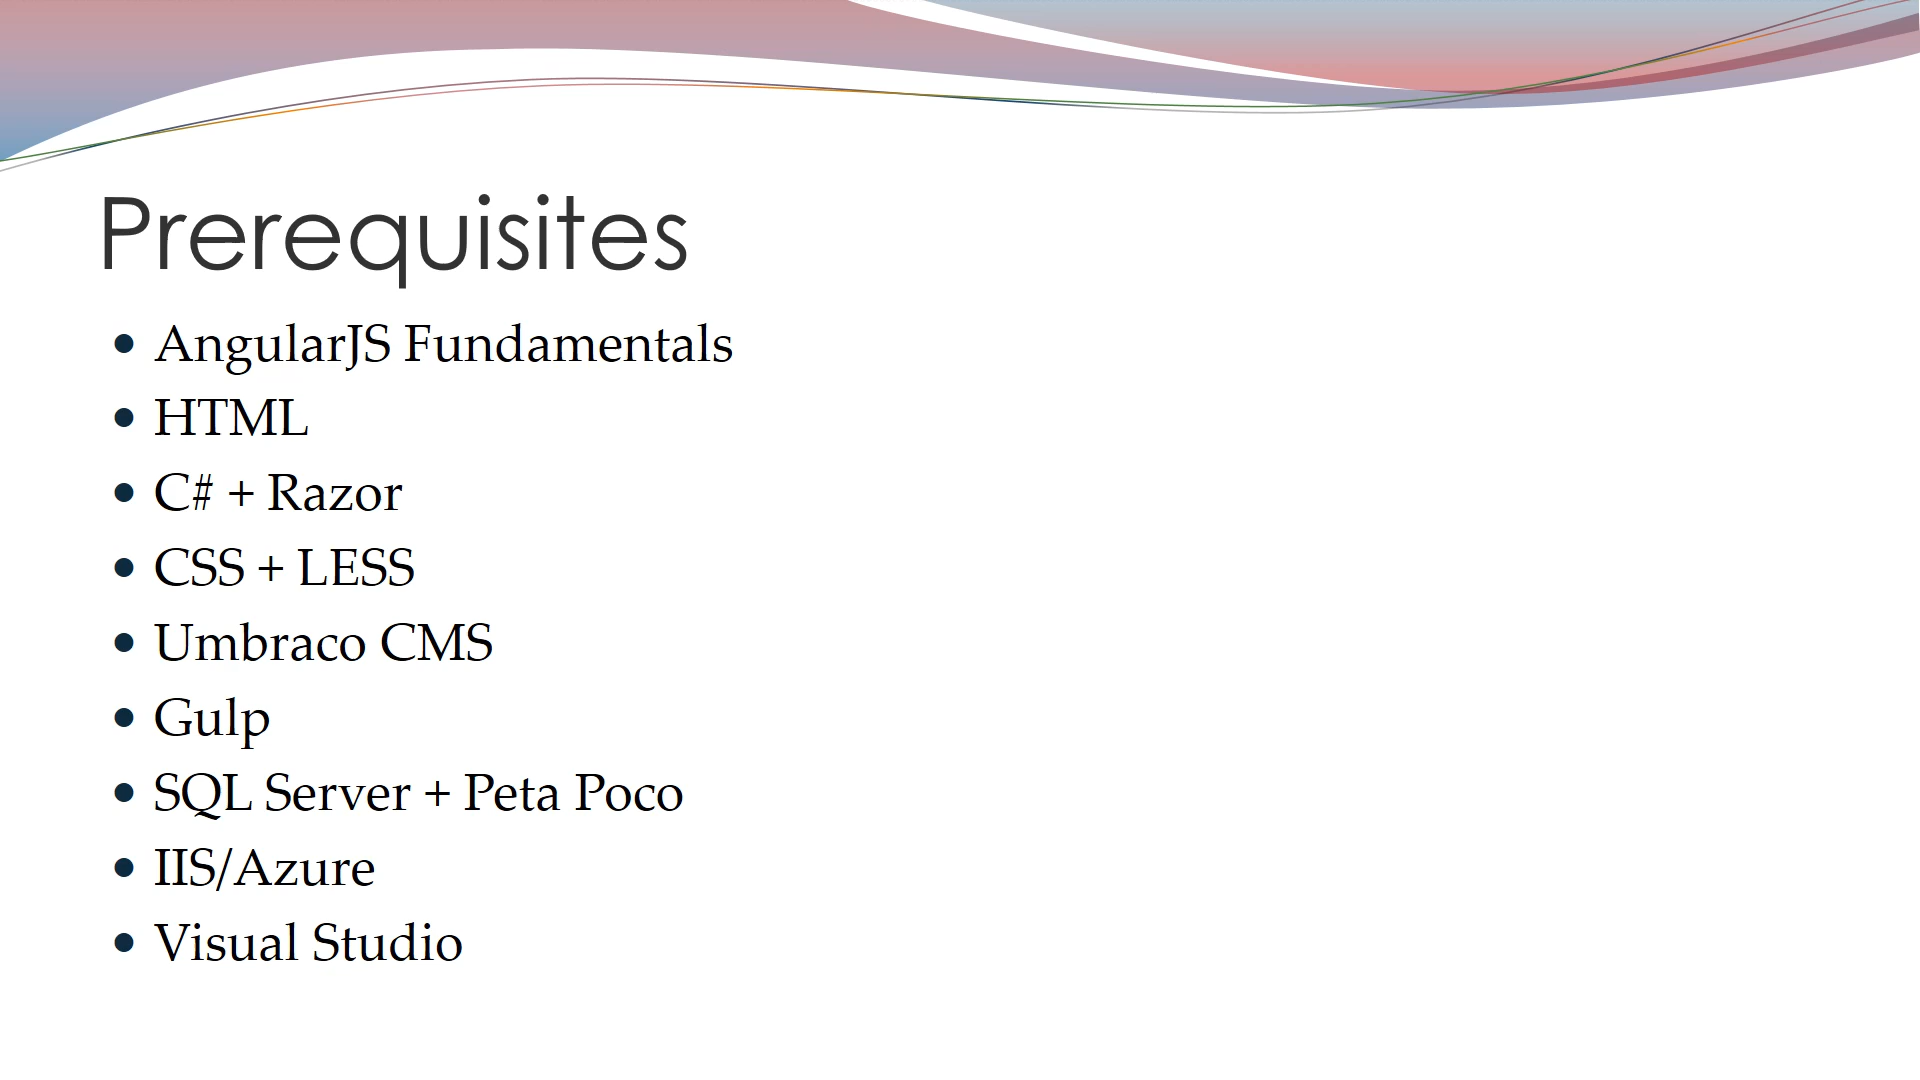 Prerequisites
• AngularJS Fundamentals
• HTML
• C# + Razor
• CSS + LESS
• Umbraco CMS
• Gulp
• SQL Server + Peta Poco
• IIS/Azure
• Visual Studio